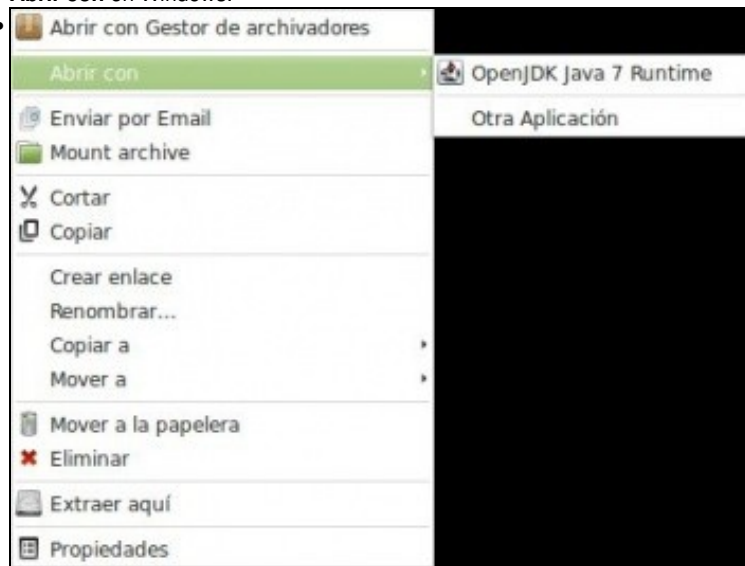 Abrir con Gestor de archivadores
Abrir con
OpenJDK Java 7 Runtime
Otra Aplicación
Enviar por Email
Mount archive
Cortar
Copiar
Crear enlace
Renombrar...
Copiar a
Mover a
Mover a la papelera
Eliminar
Extraer aquí
Propiedades